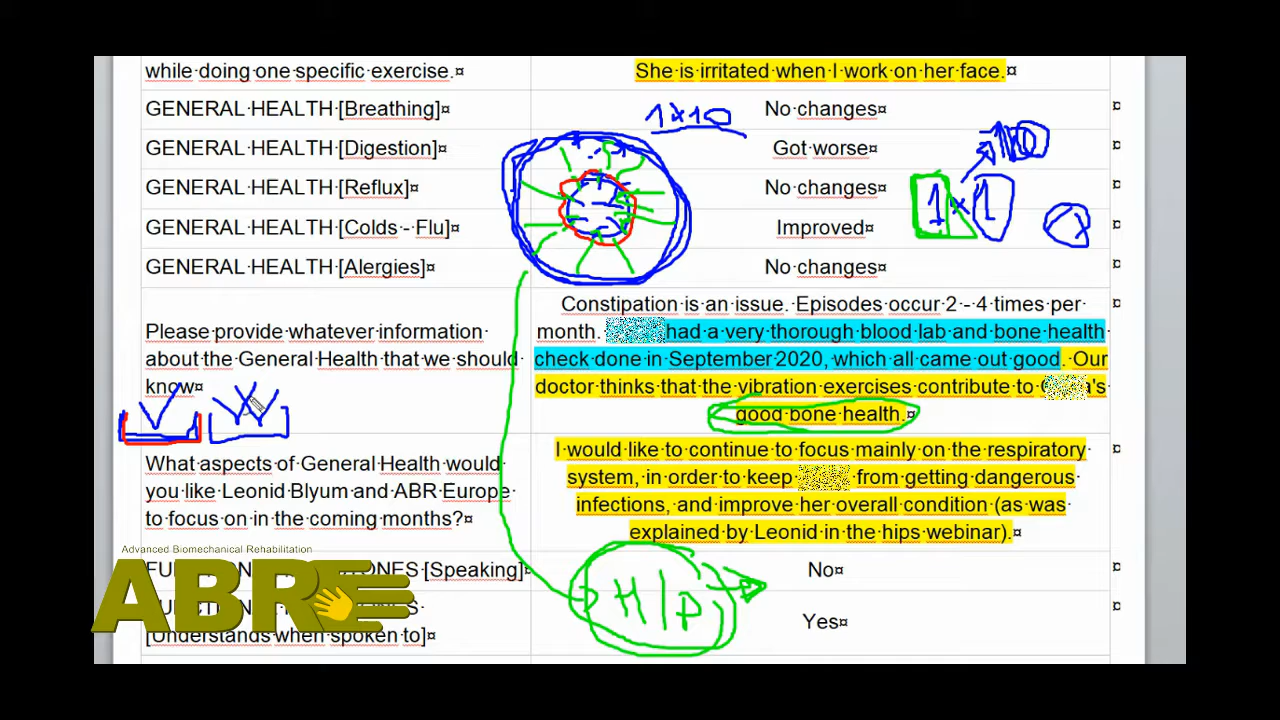 while doing one specific exercise.¤
She is irritated when I work on her face.¤
GENERAL HEALTH [Breathing]¤
No changes¤
GENERAL HEALTH [Digestion]¤
Got worse¤
GENERAL HEALTH [Reflux]¤
No changes¤
GENERAL HEALTH [Colds - Flu]¤
Improved¤
GENERAL HEALTH [Alergies]¤
No changes¤
1x10
10
1 x 1
Please provide whatever information
about the General Health that we should
know¤
Constipation is an issue. Episodes occur 2 - 4 times per
month. had a very thorough blood lab and bone health
check done in September 2020, which all came out good. Our
doctor thinks that the vibration exercises contribute to
good bone health.¤
What aspects of General Health would
you like Leonid Blyum and ABR Europe
to focus on in the coming months?¤
I would like to continue to focus mainly on the respiratory
system, in order to keep from getting dangerous
infections, and improve her overall condition (as was
explained by Leonid in the hips webinar).¤
[Speaking]¤
No¤
[Understands when spoken to]¤
Yes¤
H/P
Advanced Biomechanical Rehabilitation
ABR